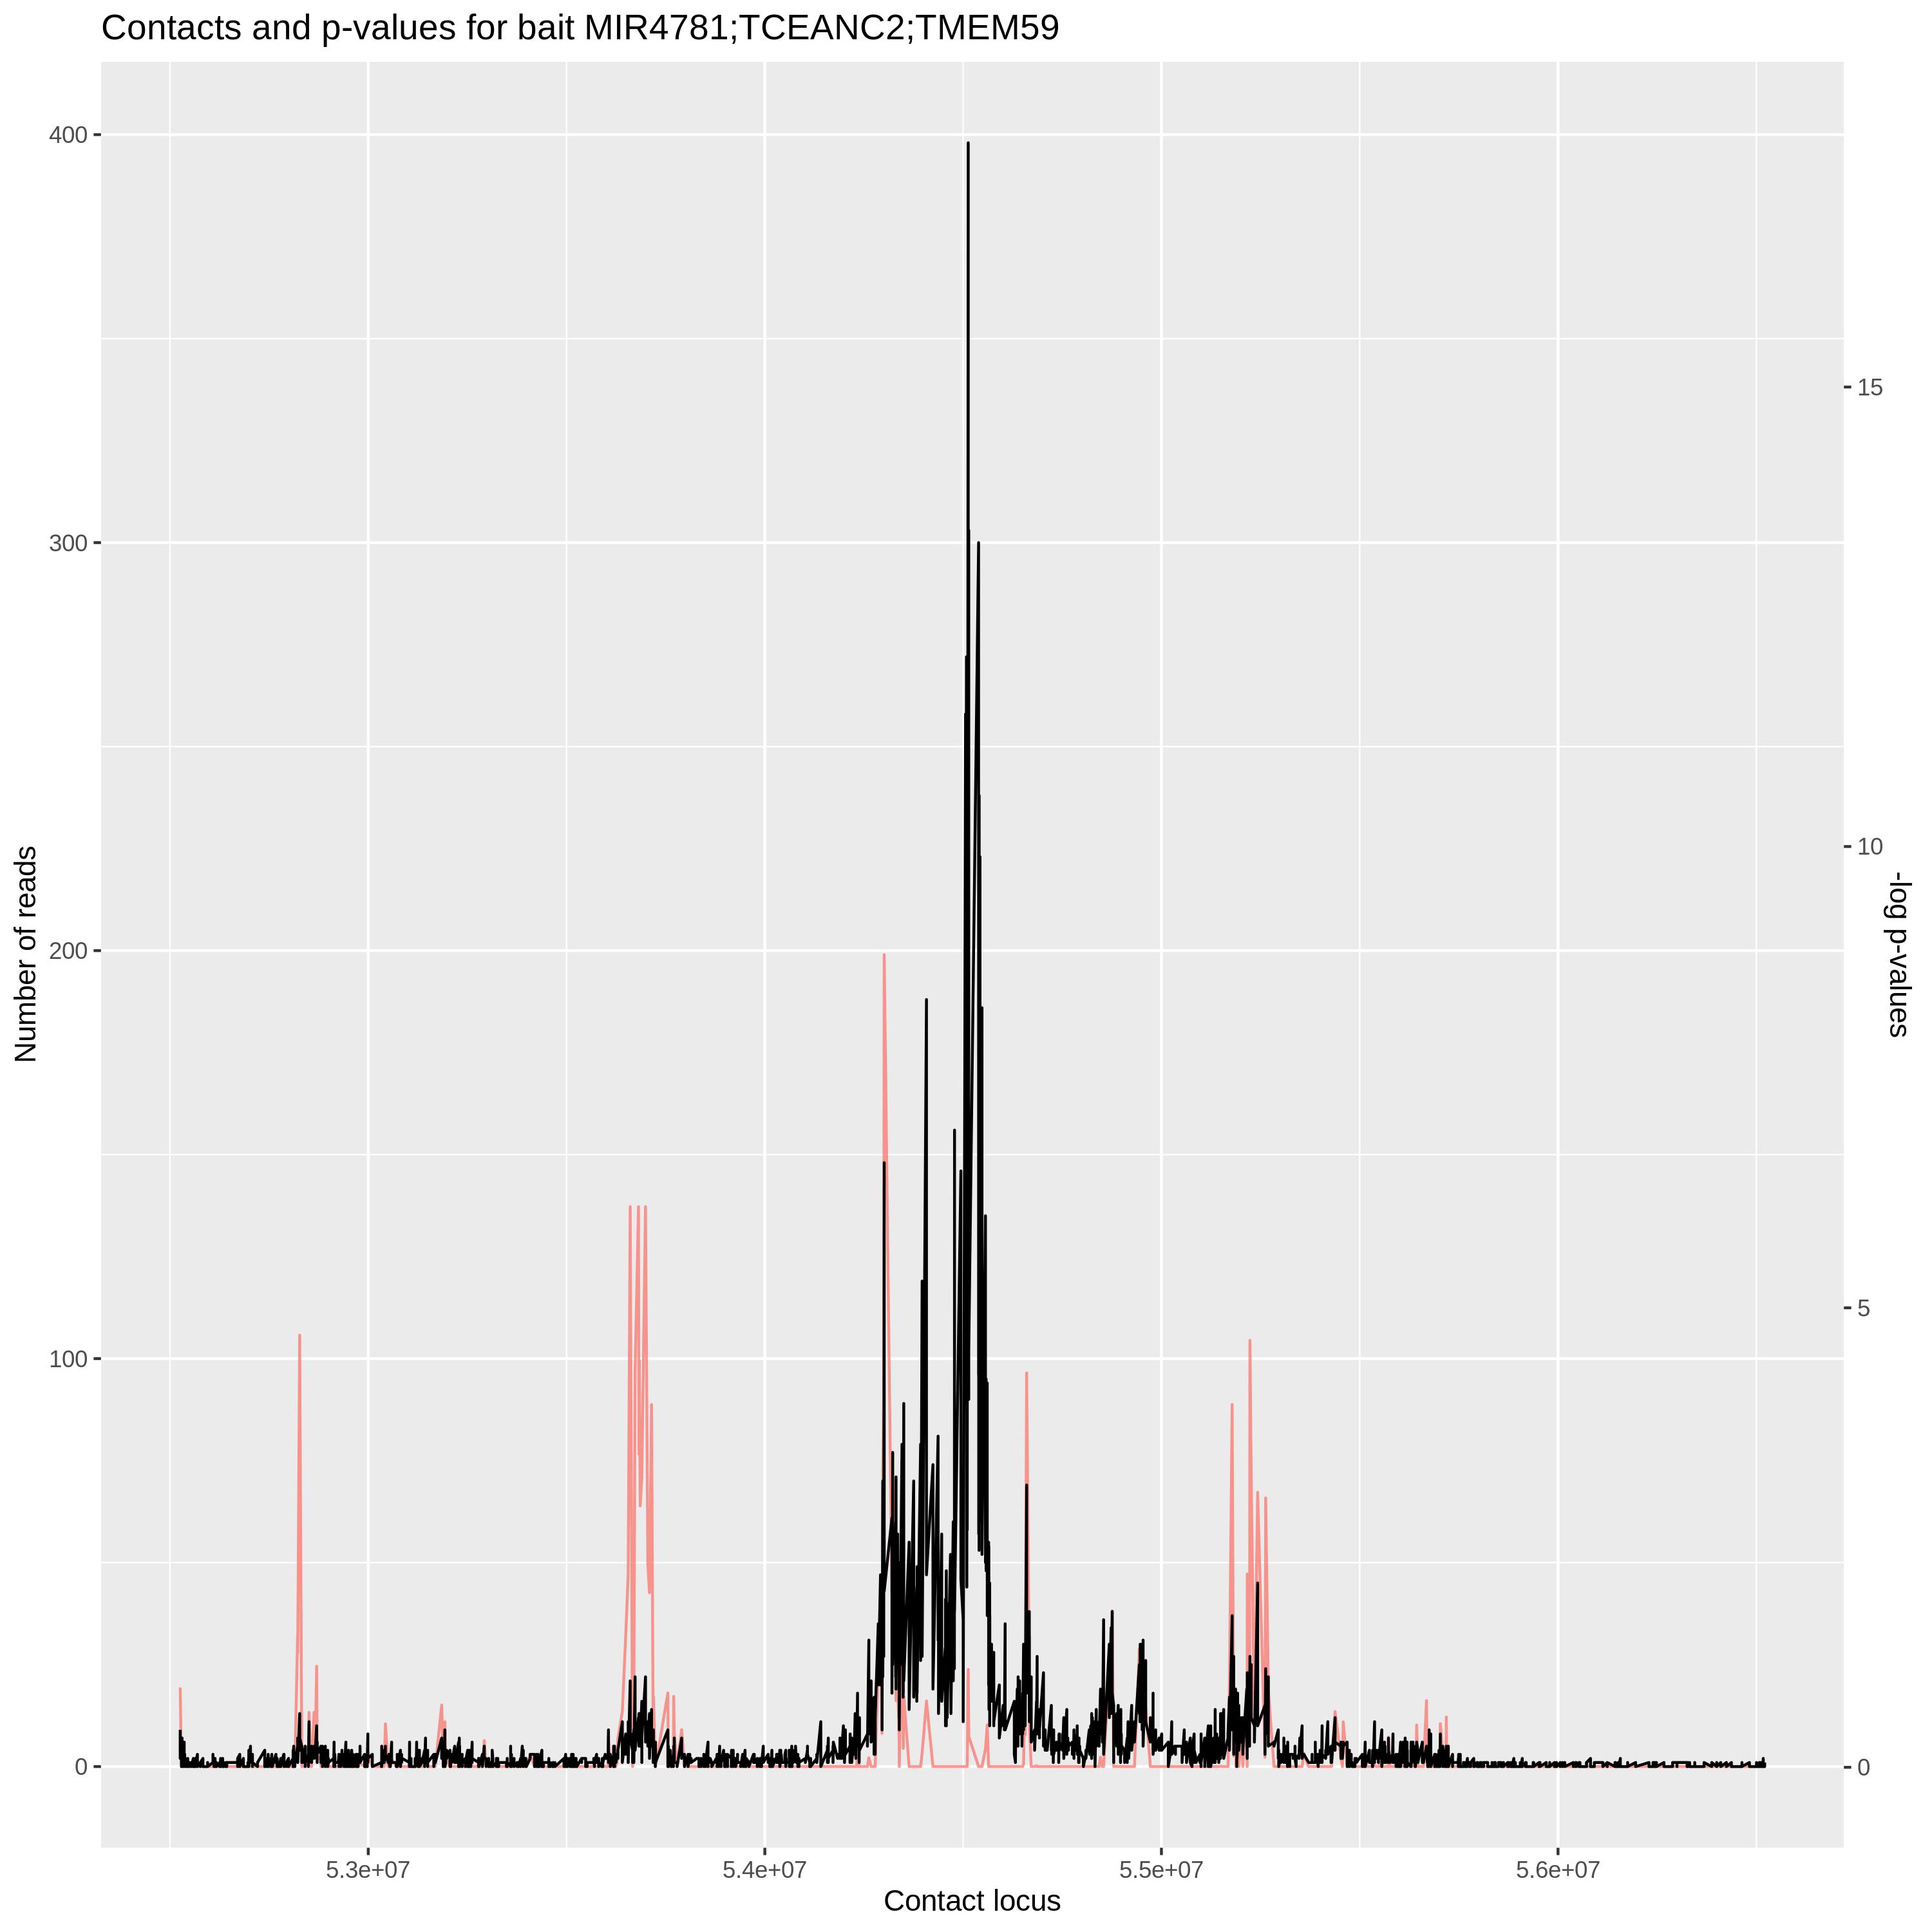 Contacts and p-values for bait MIR4781;TCEANC2;TMEM59
400
300
200
100
0
Number of reads
15
10
5
0
-log p-values
5.3e+07
5.4e+07
5.5e+07
5.6e+07
Contact locus